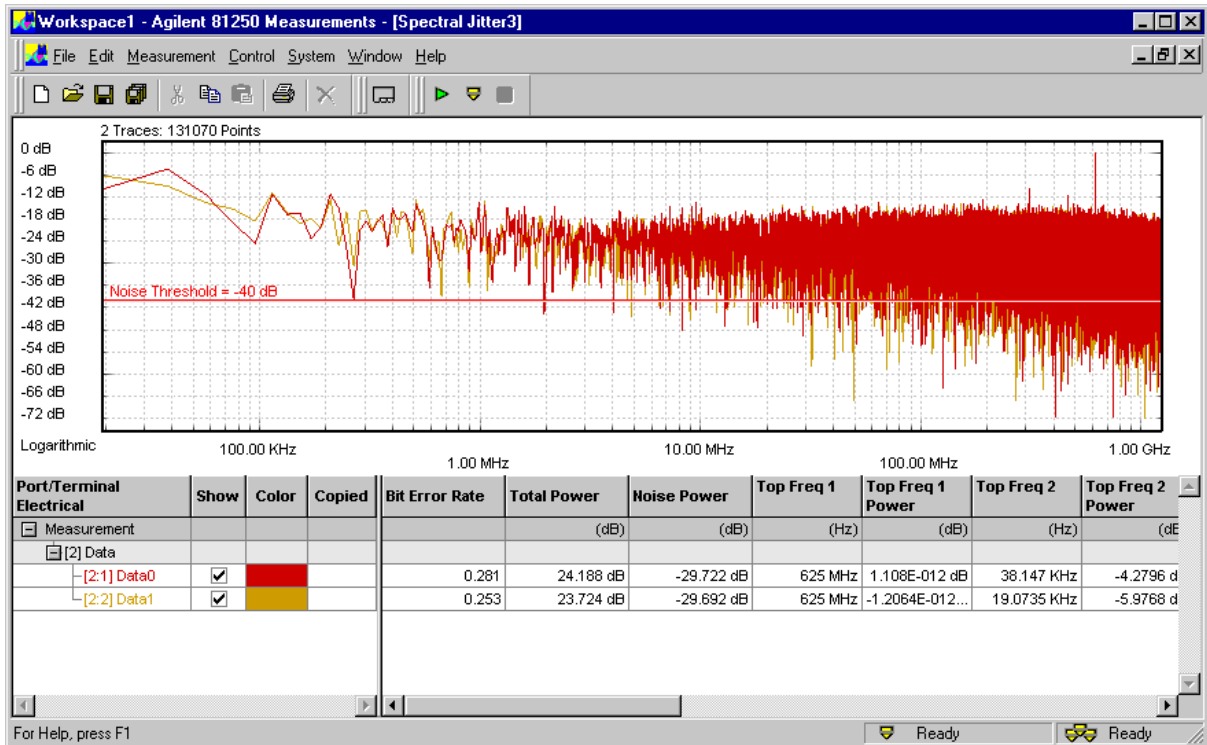 Workspace1 - Agilent 81250 Measurements - [Spectral Jitter3]
File Edit Measurement Control System Window Help
2 Traces: 131070 Points
0 dB
-6 dB
-12 dB
-18 dB
-24 dB
-30 dB
-36 dB
-42 dB
-48 dB
-54 dB
-60 dB
-66 dB
-72 dB
Noise Threshold = -40 dB
Logarithmic
100.00 KHz
1.00 MHz
10.00 MHz
100.00 MHz
1.00 GHz
Port/Terminal Electrical Show Color Copied Bit Error Rate Total Power Noise Power Top Freq 1 Top Freq 1 Power Top Freq 2 Top Freq 2 Power
Measurement (dB) (dB) (Hz) (dB) (Hz) (dE
[2] Data
[2:1] Data0 0.281 24.188 dB -29.722 dB 625 MHz 1.108E-012 dB 38.147 KHz -4.2796 d
[2:2] Data1 0.253 23.724 dB -29.692 dB 625 MHz -1.2064E-012... 19.0735 KHz -5.9768 d
For Help, press F1 Ready Ready